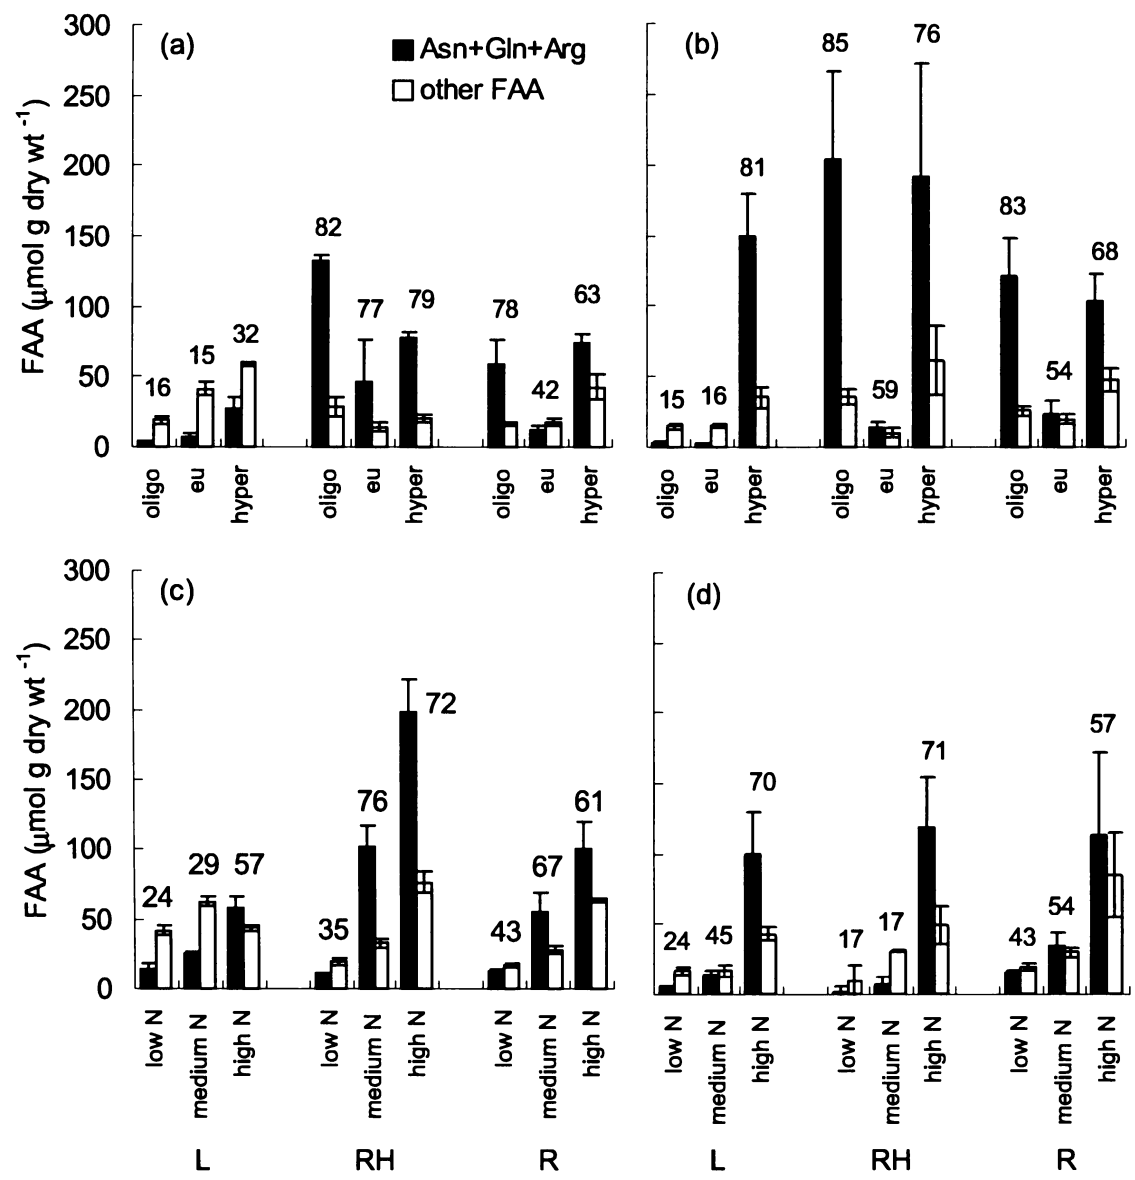 (a)
Asn+Gln+Arg
other FAA
FAA (μmol g dry wt -1)
300
250
200
150
100
50
0
16
15
32
82
77
79
78
42
63
oligo
eu
hyper
oligo
eu
hyper
oligo
eu
hyper
(b)
15
16
81
85
59
76
83
54
68
oligo
eu
hyper
oligo
eu
hyper
oligo
eu
hyper
(c)
FAA (μmol g dry wt -1)
300
250
200
150
100
50
0
24
29
57
35
76
72
43
67
61
low N
medium N
high N
low N
medium N
high N
low N
medium N
high N
L
RH
R
(d)
24
45
70
17
17
71
43
54
57
low N
medium N
high N
low N
medium N
high N
low N
medium N
high N
L
RH
R